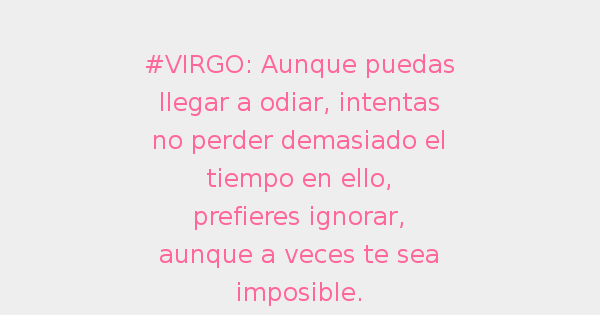 #VIRGO: Aunque puedas
llegar a odiar, intentas
no perder demasiado el
tiempo en ello,
prefieres ignorar,
aunque a veces te sea
imposible.